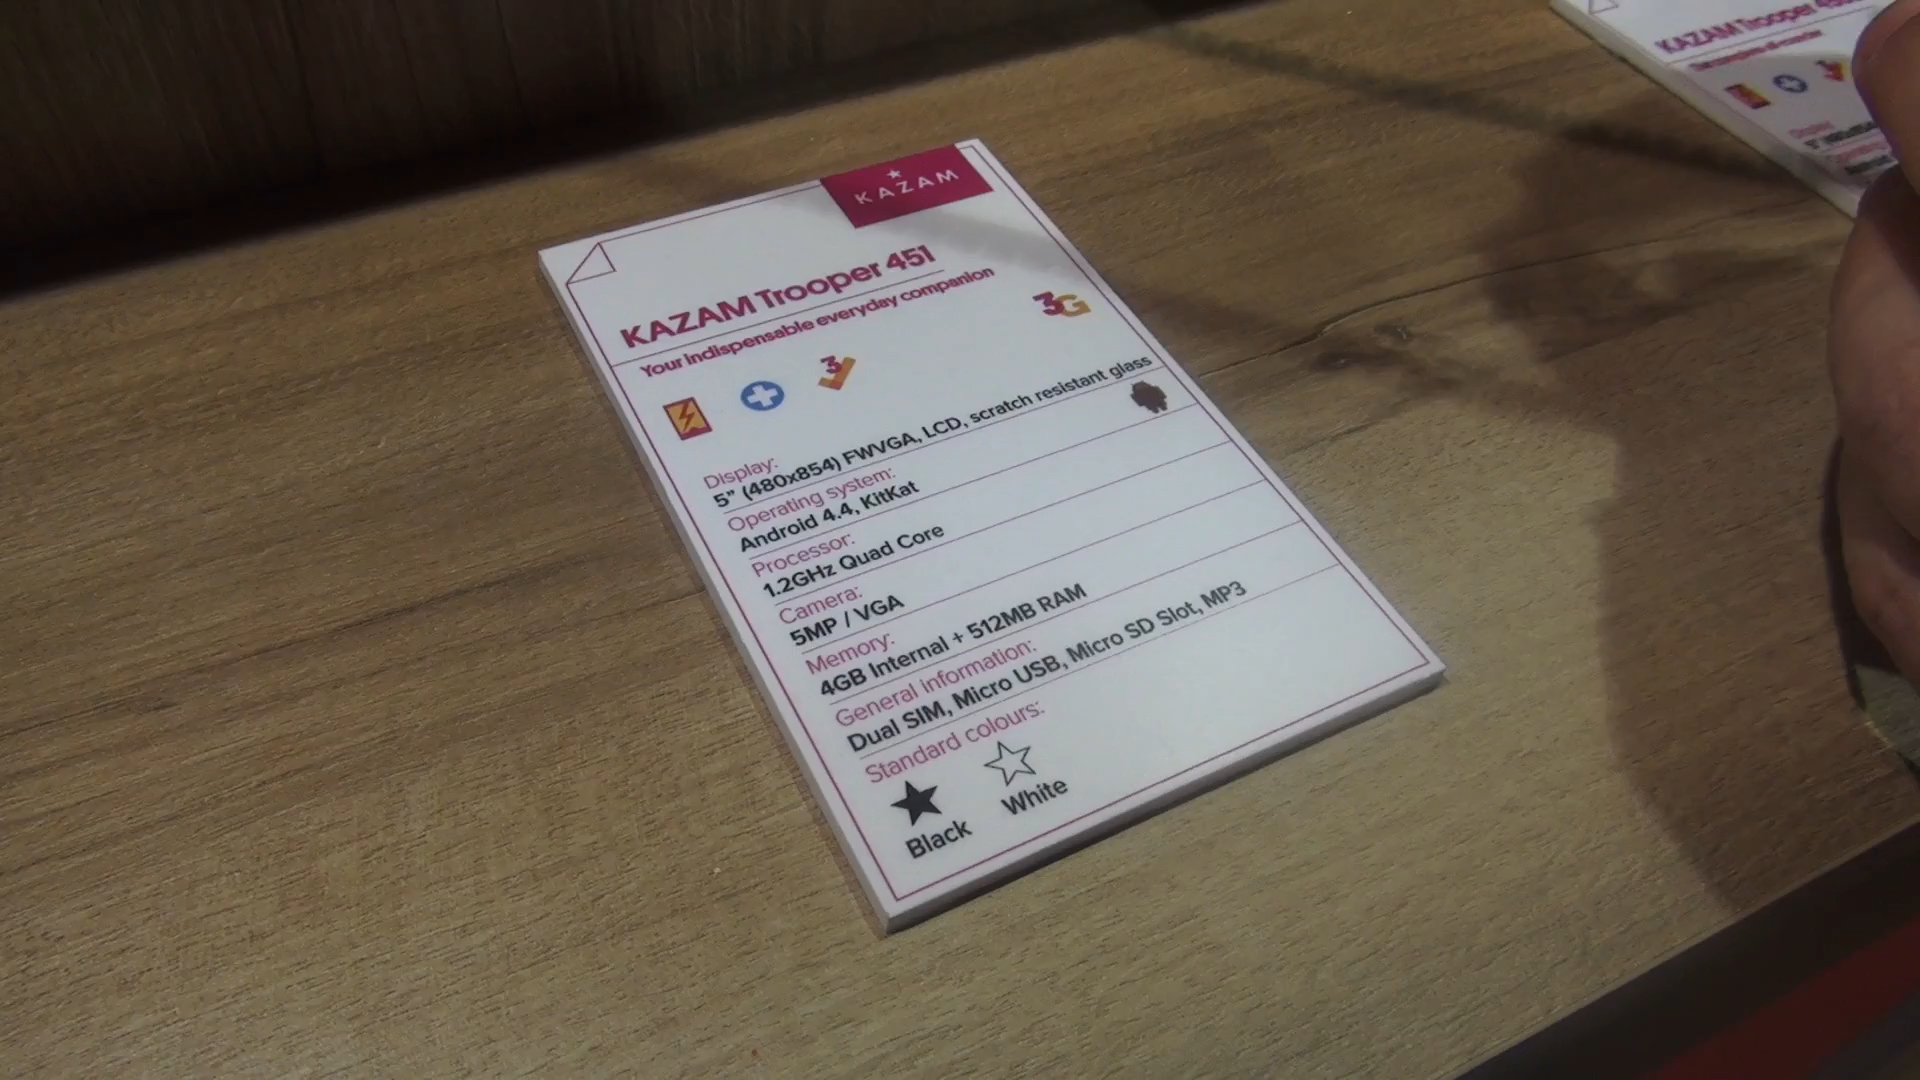 KAZAM
KAZAM Trooper 451
Your indispensable everyday companion
3G
3
Display:
5" (480x854) FWVGA, LCD, scratch resistant glass
Operating system:
Android 4.4, KitKat
Processor:
1.2GHz Quad Core
Camera:
5MP / VGA
Memory:
4GB Internal + 512MB RAM
General information:
Dual SIM, Micro USB, Micro SD Slot, MP3
Standard colours:
Black
White
KAZAM Trooper